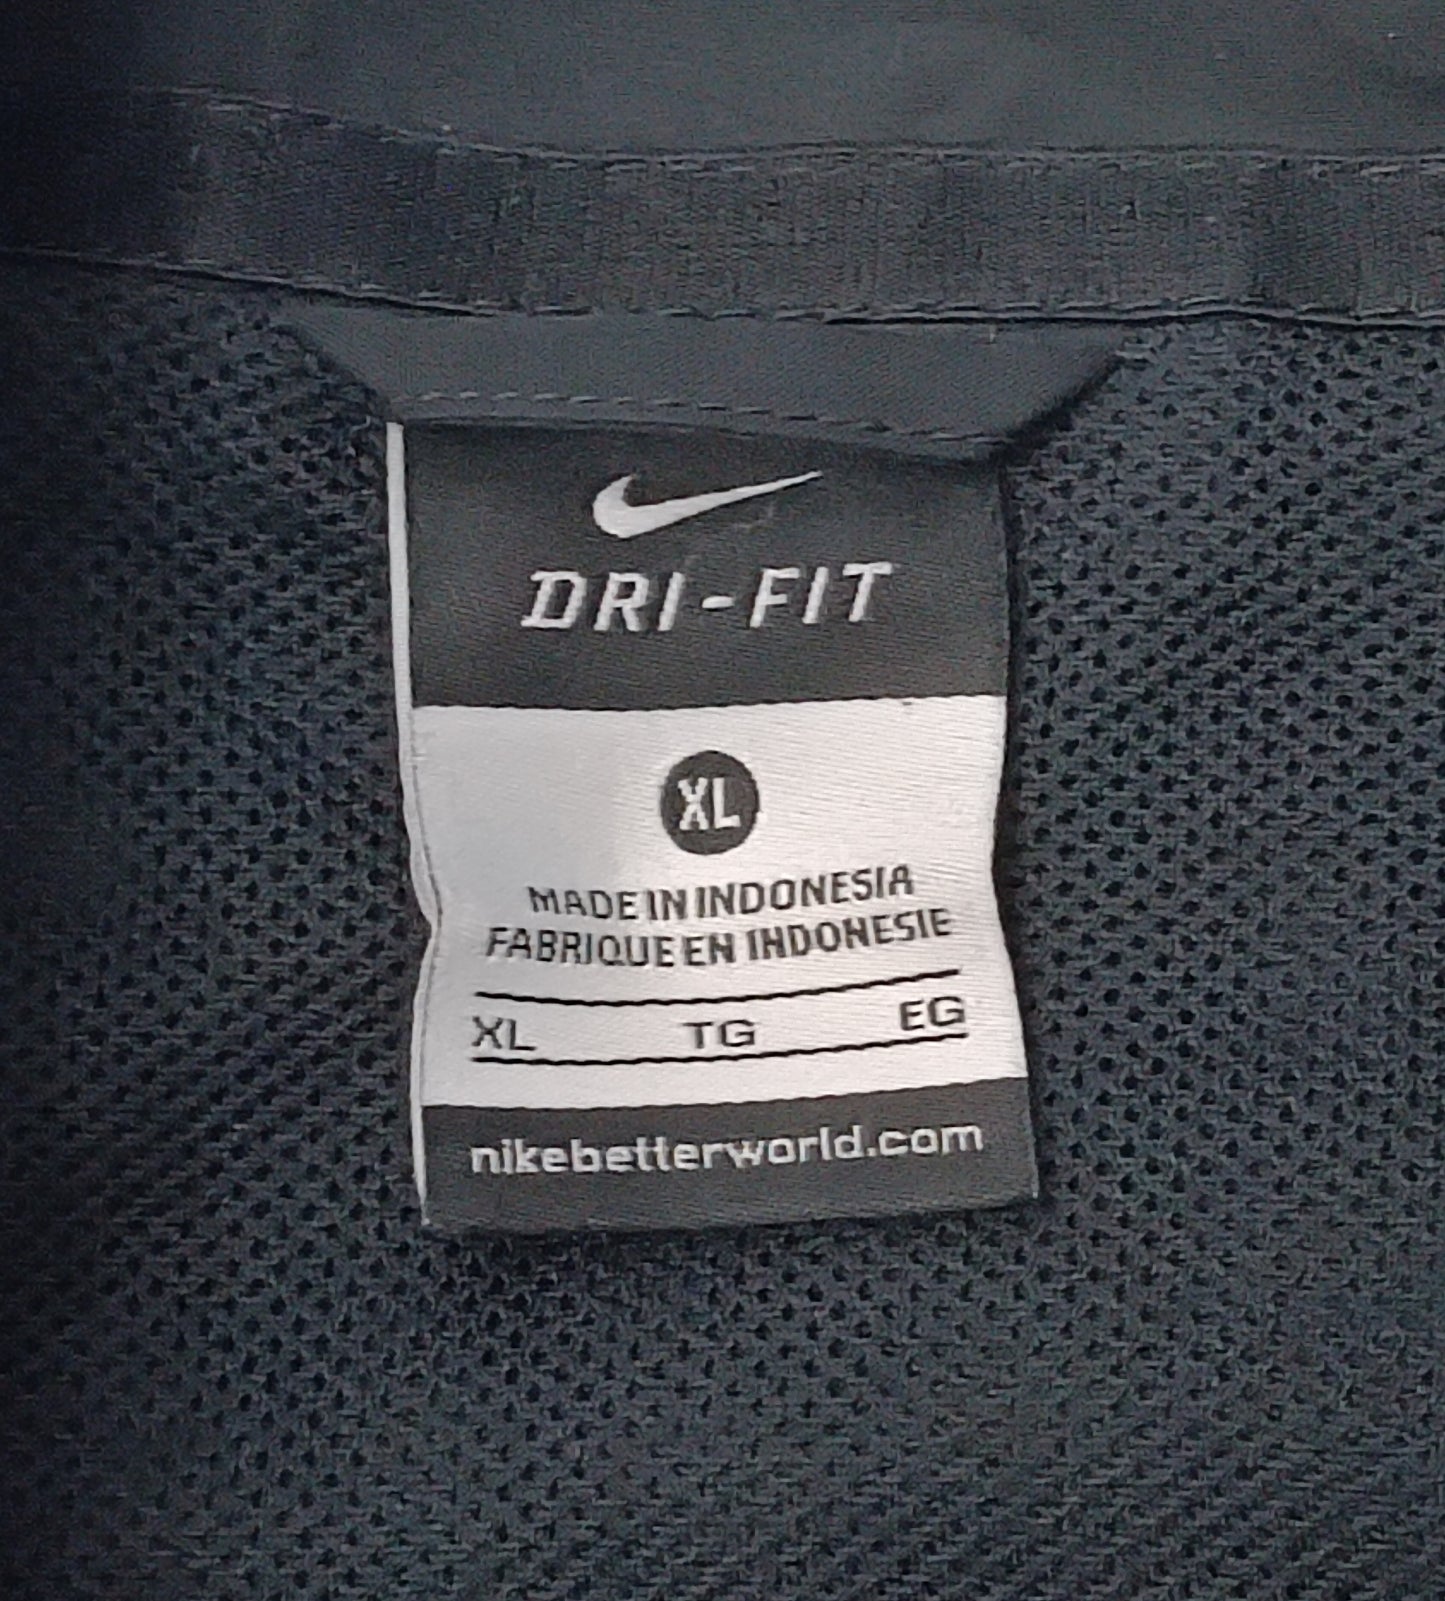 DRI-FIT
XL
MADE IN INDONESIA
FABRIQUE EN INDONESIE
XL TG EG
nikebetterworld.com